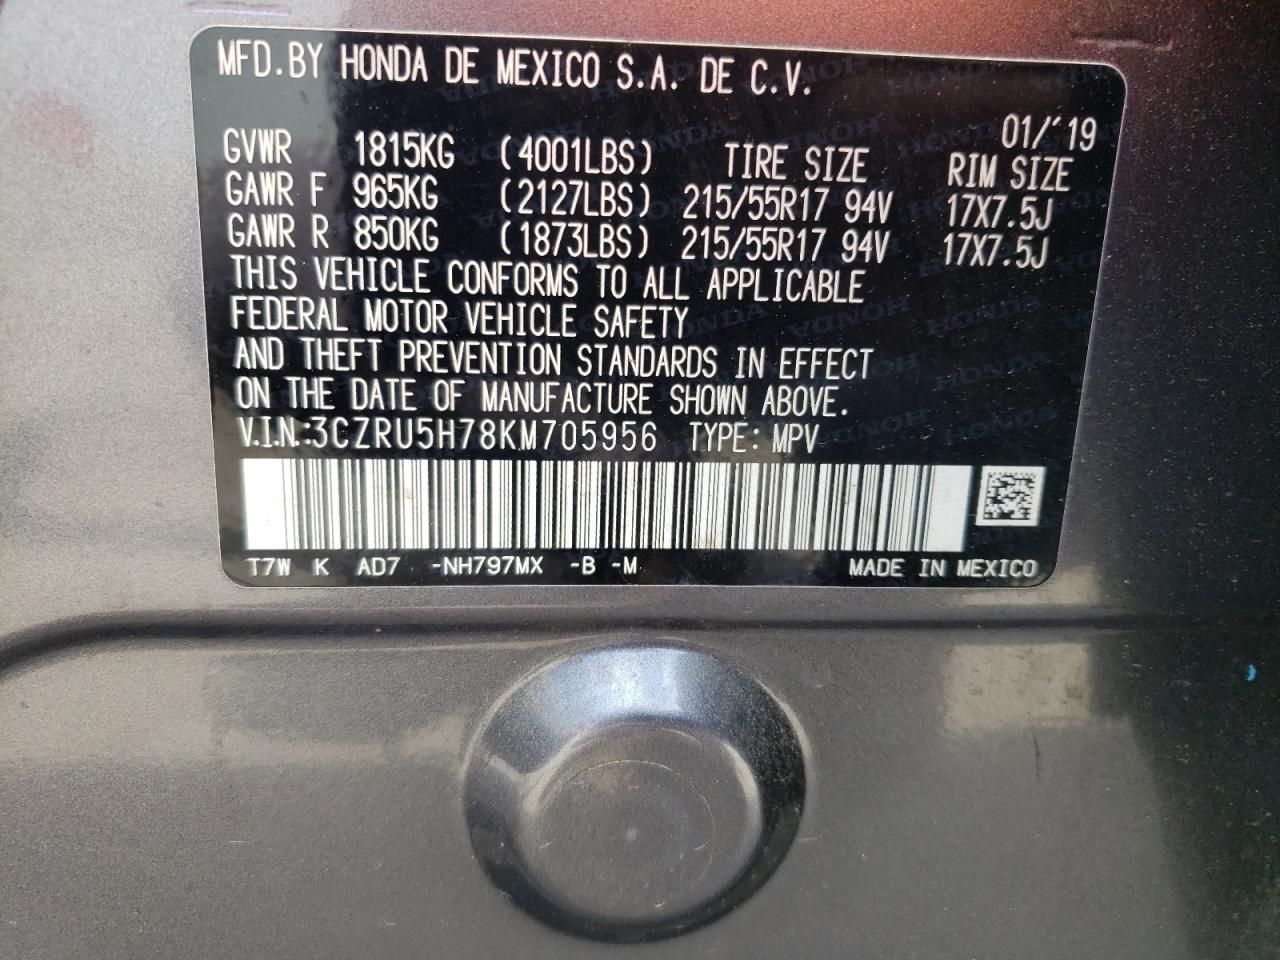 MFD.BY HONDA DE MEXICO S.A. DE C.V.
01/'19
GVWR 1815KG (4001LBS) TIRE SIZE RIM SIZE
GAWR F 965KG (2127LBS) 215/55R17 94V 17X7.5J
GAWR R 850KG (1873LBS) 215/55R17 94V 17X7.5J
THIS VEHICLE CONFORMS TO ALL APPLICABLE
FEDERAL MOTOR VEHICLE SAFETY
AND THEFT PREVENTION STANDARDS IN EFFECT
ON THE DATE OF MANUFACTURE SHOWN ABOVE.
V.I.N.:3CZRU5H78KM705956 TYPE: MPV
T7W K AD7 -NH797MX -B -M MADE IN MEXICO